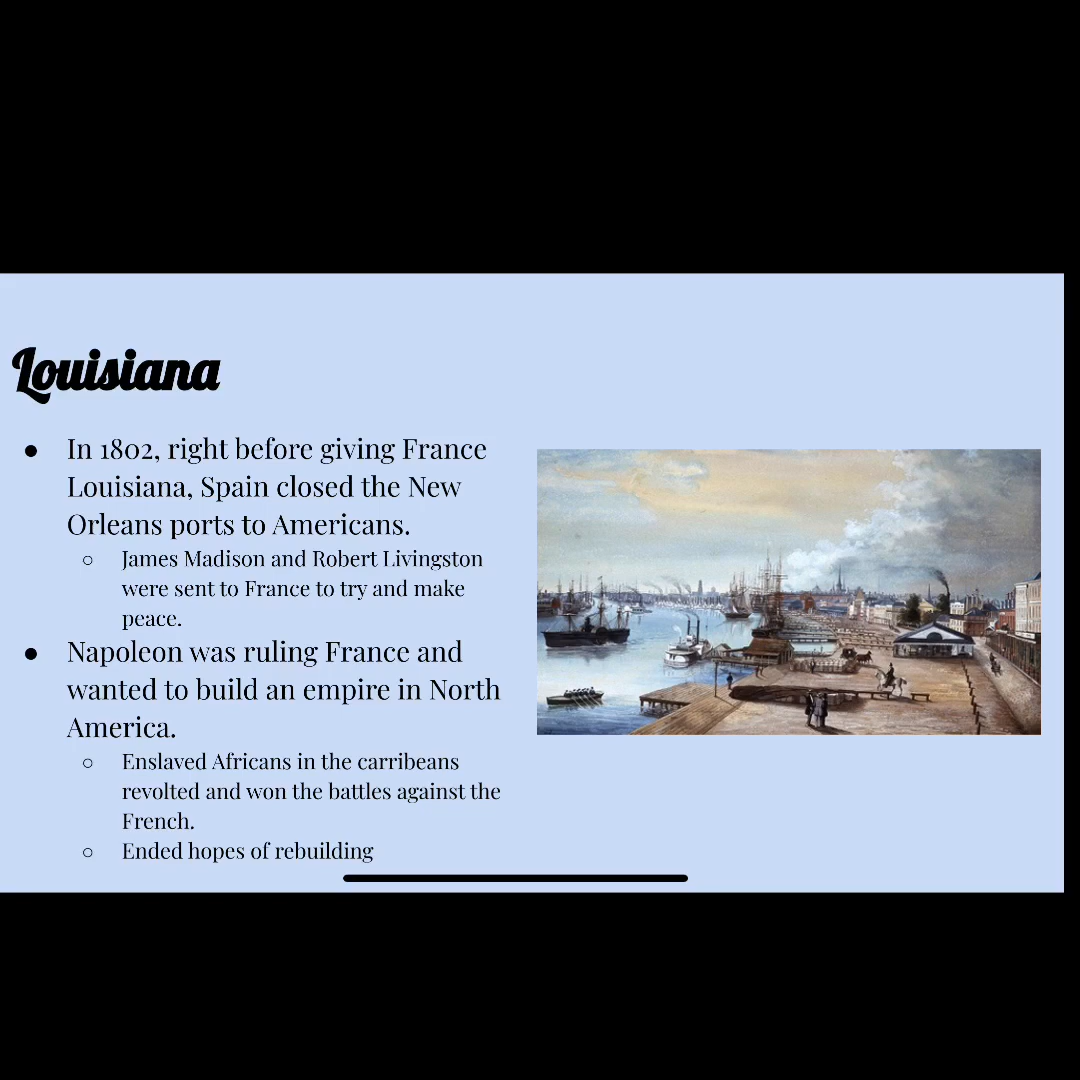 Louisiana
● In 1802, right before giving France
Louisiana, Spain closed the New
Orleans ports to Americans.
○ James Madison and Robert Livingston
were sent to France to try and make
peace.
● Napoleon was ruling France and
wanted to build an empire in North
America.
○ Enslaved Africans in the carribeans
revolted and won the battles against the
French.
○ Ended hopes of rebuilding